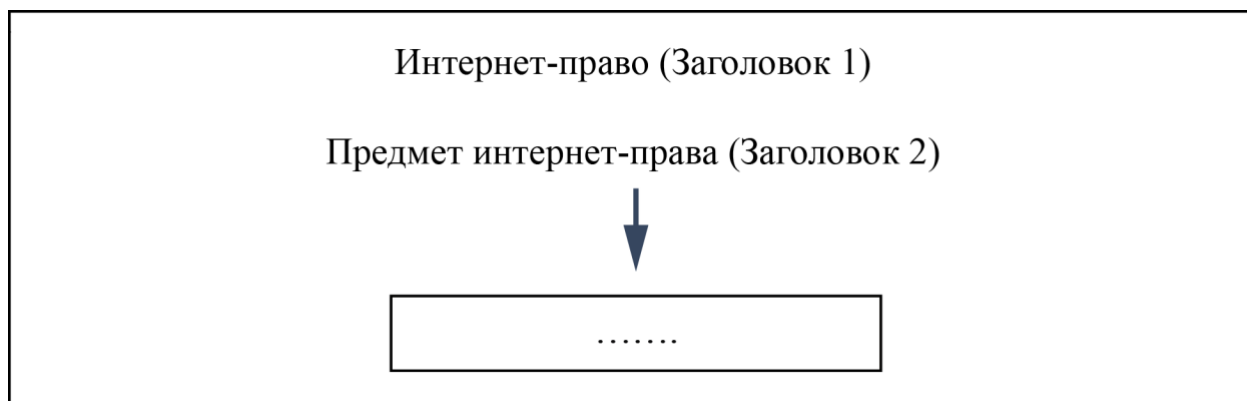 Интернет-право (Заголовок 1)
Предмет интернет-права (Заголовок 2)
.......